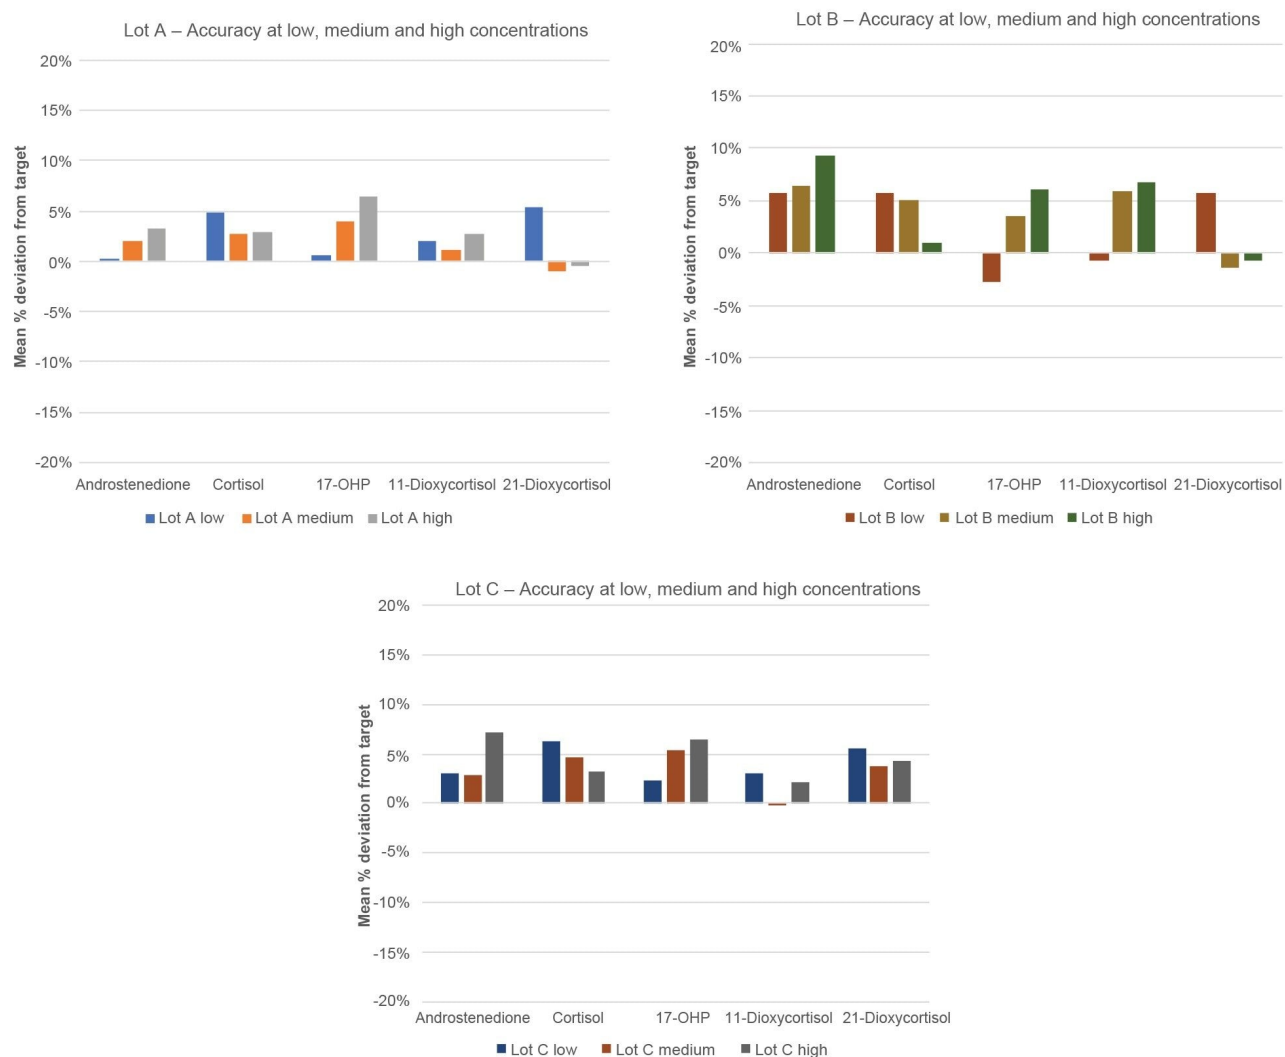 Lot A – Accuracy at low, medium and high concentrations
Mean % deviation from target
20%
15%
10%
5%
0%
-5%
-10%
-15%
-20%
Androstenedione Cortisol 17-OHP 11-Dioxycortisol 21-Dioxycortisol
Lot A low Lot A medium Lot A high
Lot B – Accuracy at low, medium and high concentrations
Mean % deviation from target
20%
15%
10%
5%
0%
-5%
-10%
-15%
-20%
Androstenedione Cortisol 17-OHP 11-Dioxycortisol 21-Dioxycortisol
Lot B low Lot B medium Lot B high
Lot C – Accuracy at low, medium and high concentrations
Mean % deviation from target
20%
15%
10%
5%
0%
-5%
-10%
-15%
-20%
Androstenedione Cortisol 17-OHP 11-Dioxycortisol 21-Dioxycortisol
Lot C low Lot C medium Lot C high